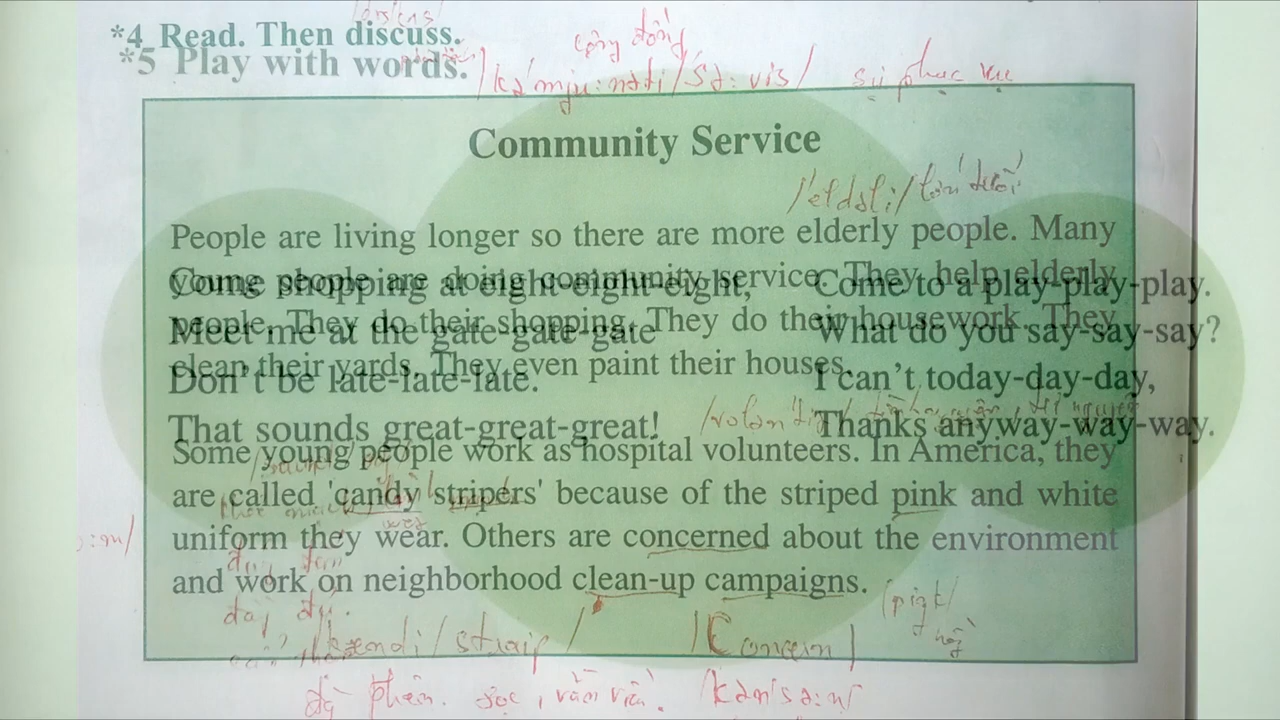 *4 Read. Then discuss.
*5 Play with words.
cộng đồng
sự phục vụ
Community Service
People are living longer so there are more elderly people. Many
young people are doing community service. They help elderly
people. They do their shopping. They do their housework. They
clean their yards. They even paint their houses.
Some young people work as hospital volunteers. In America, they
are called 'candy stripers' because of the striped pink and white
uniform they wear. Others are concerned about the environment
and work on neighborhood clean-up campaigns.
Come shopping at eight-eight-eight,
Meet me at the gate-gate-gate
Don't be late-late-late.
That sounds great-great-great!
Come to a play-play-play.
What do you say-say-say?
I can't today-day-day,
Thanks anyway-way-way.
Concern